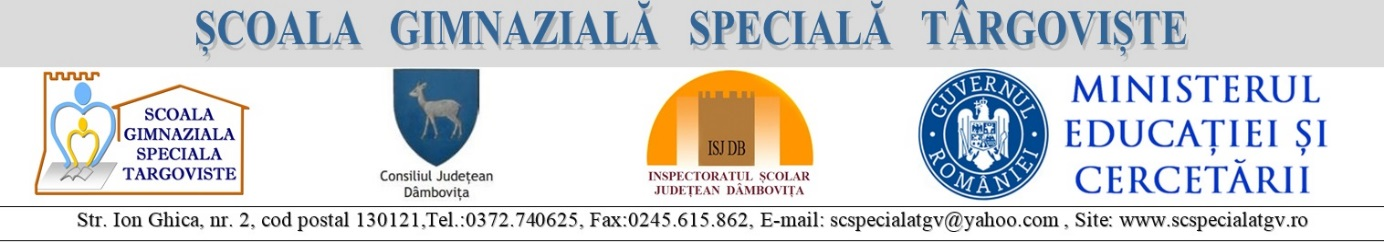 ȘCOALA GIMNAZIALĂ SPECIALĂ TÂRGOVIȘTE
SCOALA
GIMNAZIALA
SPECIALA
TARGOVISTE
Consiliul Județean
Dâmbovița
ISJ DB
INSPECTORATUL ȘCOLAR
JUDEȚEAN DÂMBOVIȚA
GUVERNUL ROMÂNIEI
MINISTERUL
EDUCAȚIEI ȘI
CERCETĂRII
Str. Ion Ghica, nr. 2, cod postal 130121,Tel.:0372.740625, Fax:0245.615.862, E-mail: scspecialatgv@yahoo.com , Site: www.scspecialatgv.ro